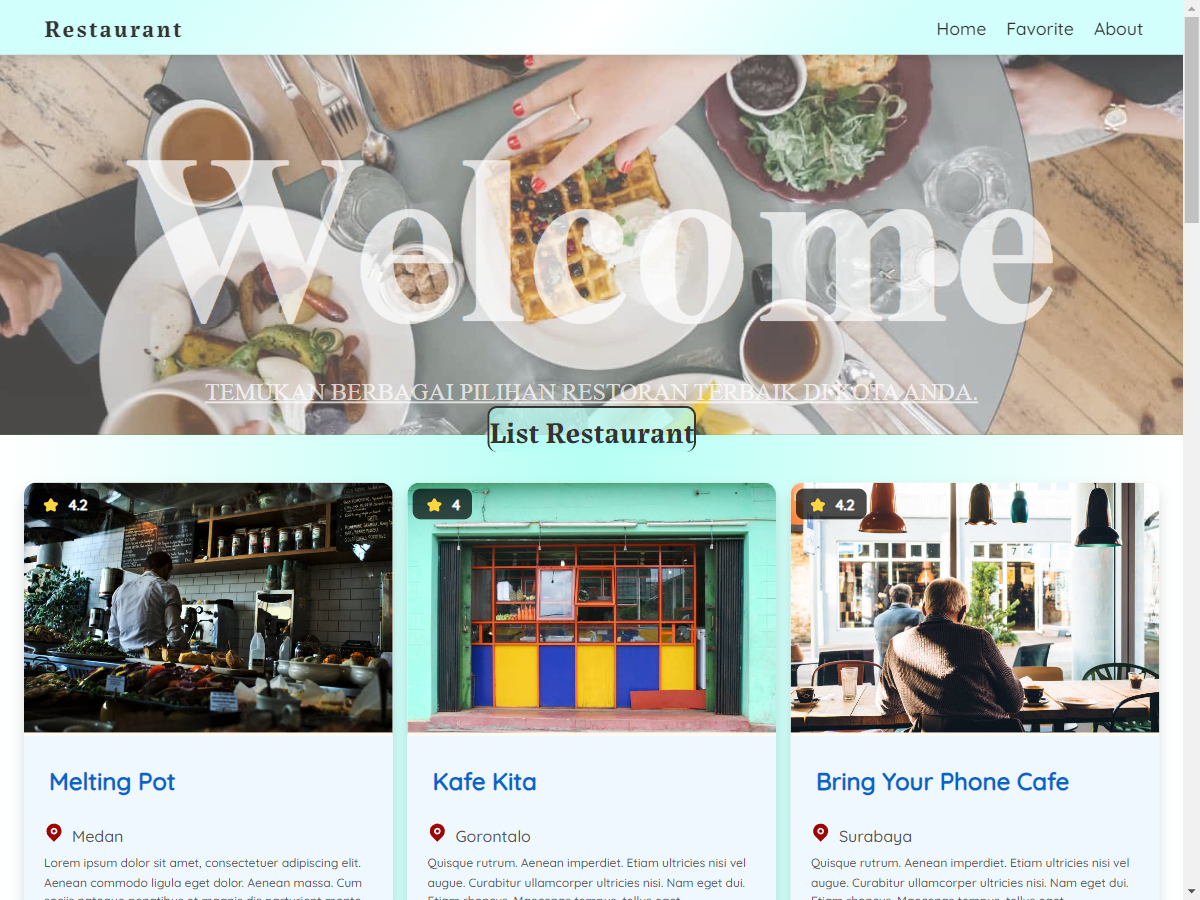 Restaurant
Home Favorite About
Welcome
TEMUKAN BERBAGAI PILIHAN RESTORAN TERBAIK DI KOTA ANDA.
List Restaurant
4.2
4
4.2
Melting Pot
Medan
Lorem ipsum dolor sit amet, consectetuer adipiscing elit.
Aenean commodo ligula eget dolor. Aenean massa. Cum
Kafe Kita
Gorontalo
Quisque rutrum. Aenean imperdiet. Etiam ultricies nisi vel
augue. Curabitur ullamcorper ultricies nisi. Nam eget dui.
Bring Your Phone Cafe
Surabaya
Quisque rutrum. Aenean imperdiet. Etiam ultricies nisi vel
augue. Curabitur ullamcorper ultricies nisi. Nam eget dui.